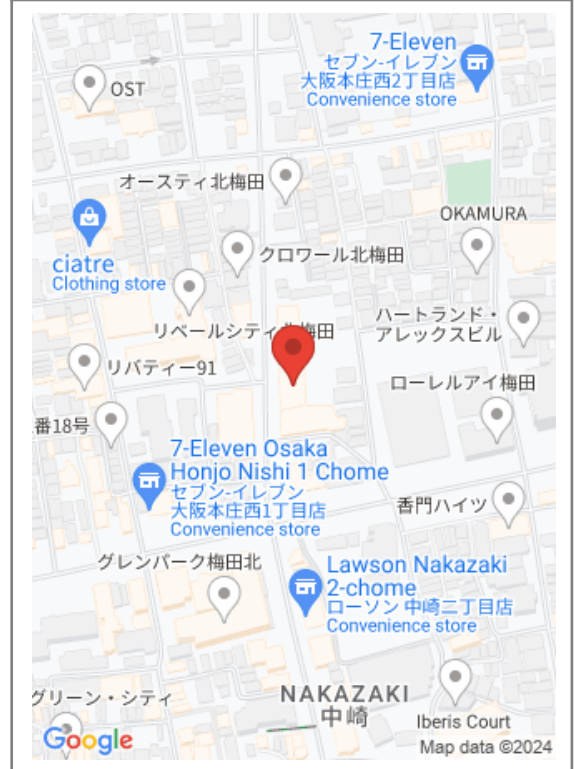 7-Eleven
セブン-イレブン
大阪本庄西2丁目店
Convenience store
OST
オースティ北梅田
OKAMURA
ciatre
Clothing store
クロワール北梅田
リベールシティ北梅田
ハートランド・
アレックスビル
リバティー91
ローレルアイ梅田
番18号
7-Eleven Osaka
Honjo Nishi 1 Chome
セブン-イレブン
大阪本庄西1丁目店
Convenience store
香門ハイツ
グレンパーク梅田北
Lawson Nakazaki
2-chome
ローソン 中崎二丁目店
Convenience store
グリーン・シティ
NAKAZAKI
中崎
Iberis Court
Google
Map data ©2024